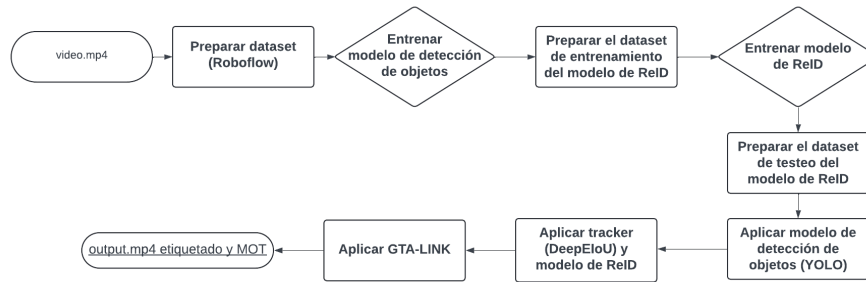 video.mp4
Preparar dataset
(Roboflow)
Entrenar
modelo de detección
de objetos
Preparar el dataset
de entrenamiento
del modelo de ReID
Entrenar modelo
de ReID
Preparar el dataset
de testeo del
modelo de ReID
Aplicar modelo de
detección de
objetos (YOLO)
Aplicar tracker
(DeepEIoU) y
modelo de ReID
Aplicar GTA-LINK
output.mp4 etiquetado y MOT